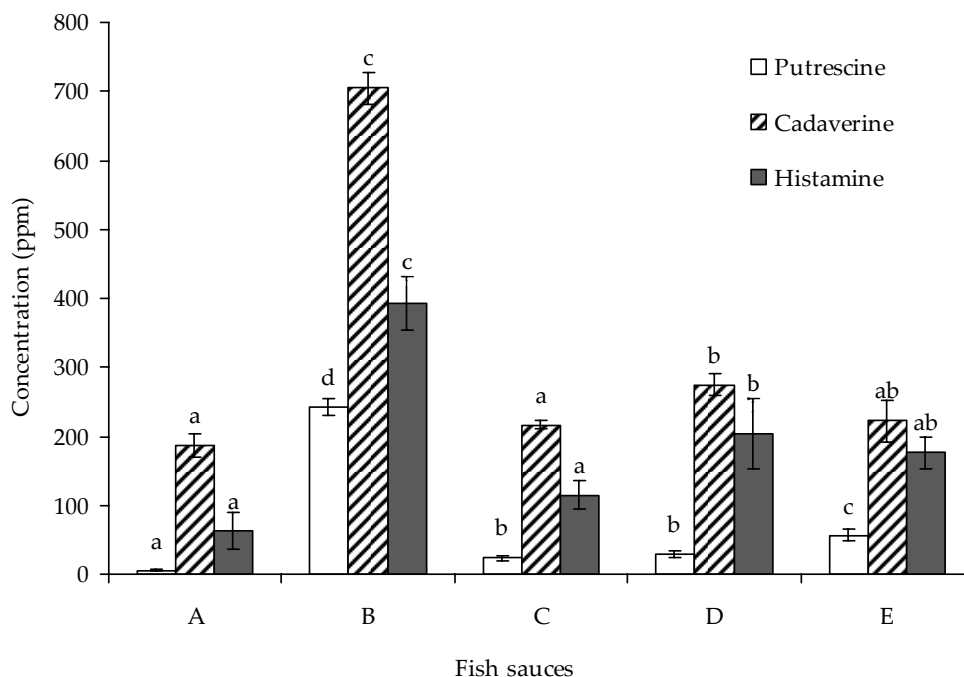 800
700
600
500
400
300
200
100
0
Concentration (ppm)
Putrescine
Cadaverine
Histamine
a
a
a
d
c
c
b
a
a
b
b
b
c
ab
ab
A
B
C
D
E
Fish sauces